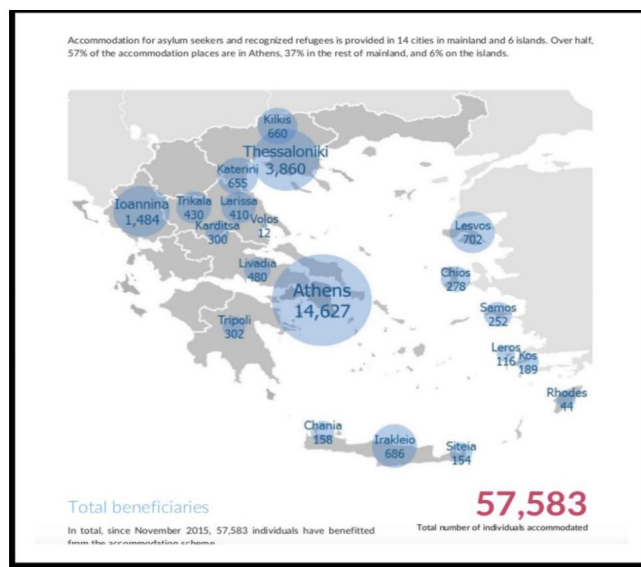 Accommodation for asylum seekers and recognized refugees is provided in 14 cities in mainland and 6 islands. Over half,
57% of the accommodation places are in Athens, 37% in the rest of mainland, and 6% on the islands.
Kilkis
660
Thessaloniki
3,860
Katerini
655
Ioannina
1,484
Trikala
430
Larissa
410
Karditsa
300
Volos
12
Lesvos
702
Livadia
480
Chios
278
Athens
14,627
Samos
252
Tripoli
302
Leros
116
Kos
189
Rhodes
44
Chania
158
Irakleio
686
Siteia
154
Total beneficiaries
In total, since November 2015, 57,583 individuals have benefitted
from the accommodation scheme
57,583
Total number of individuals accommodated